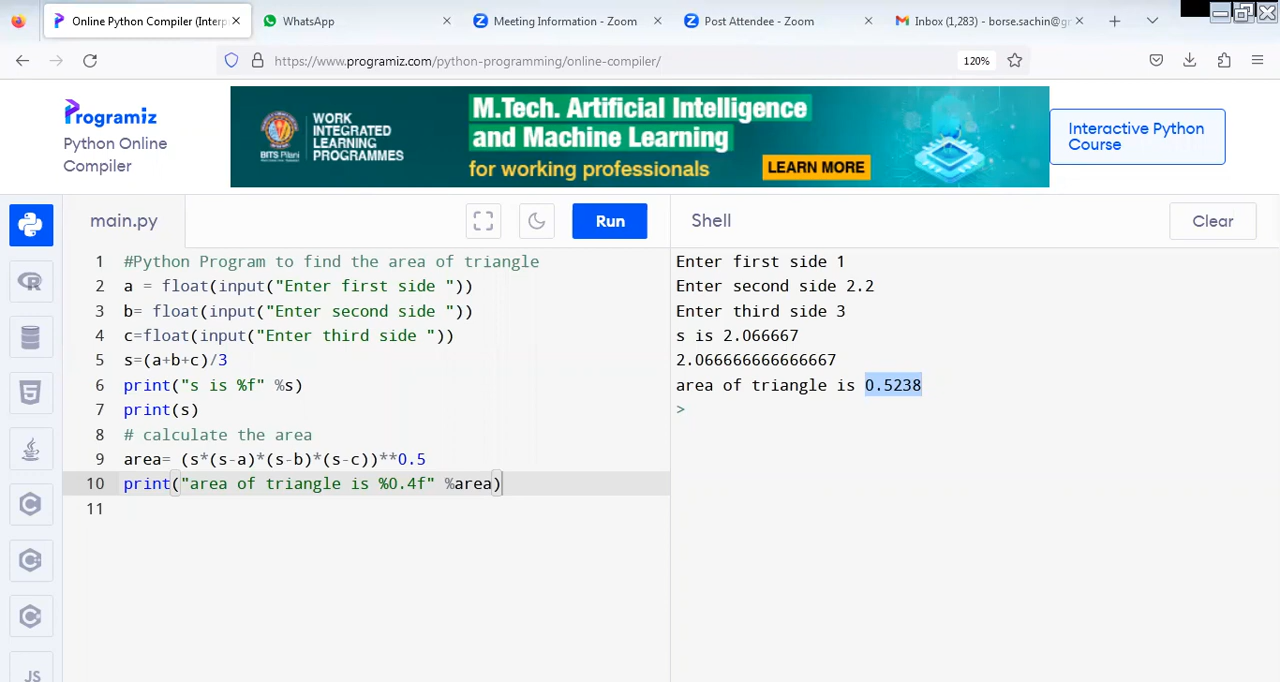 Online Python Compiler (Interp
WhatsApp
Meeting Information - Zoom
Post Attendee - Zoom
Inbox (1,283) - borse.sachin@gr
https://www.programiz.com/python-programming/online-compiler/
120%
Programiz
Python Online
Compiler
BITS Pilani
WORK
INTEGRATED
LEARNING
PROGRAMMES
M.Tech. Artificial Intelligence
and Machine Learning
for working professionals
LEARN MORE
Interactive Python
Course
main.py
Run
Shell
Clear
1 #Python Program to find the area of triangle
2 a = float(input("Enter first side "))
3 b= float(input("Enter second side "))
4 c=float(input("Enter third side "))
5 s=(a+b+c)/3
6 print("s is %f" %s)
7 print(s)
8 # calculate the area
9 area= (s*(s-a)*(s-b)*(s-c))**0.5
10 print("area of triangle is %0.4f" %area)
11
Enter first side 1
Enter second side 2.2
Enter third side 3
s is 2.066667
2.066666666666667
area of triangle is 0.5238
>
JS